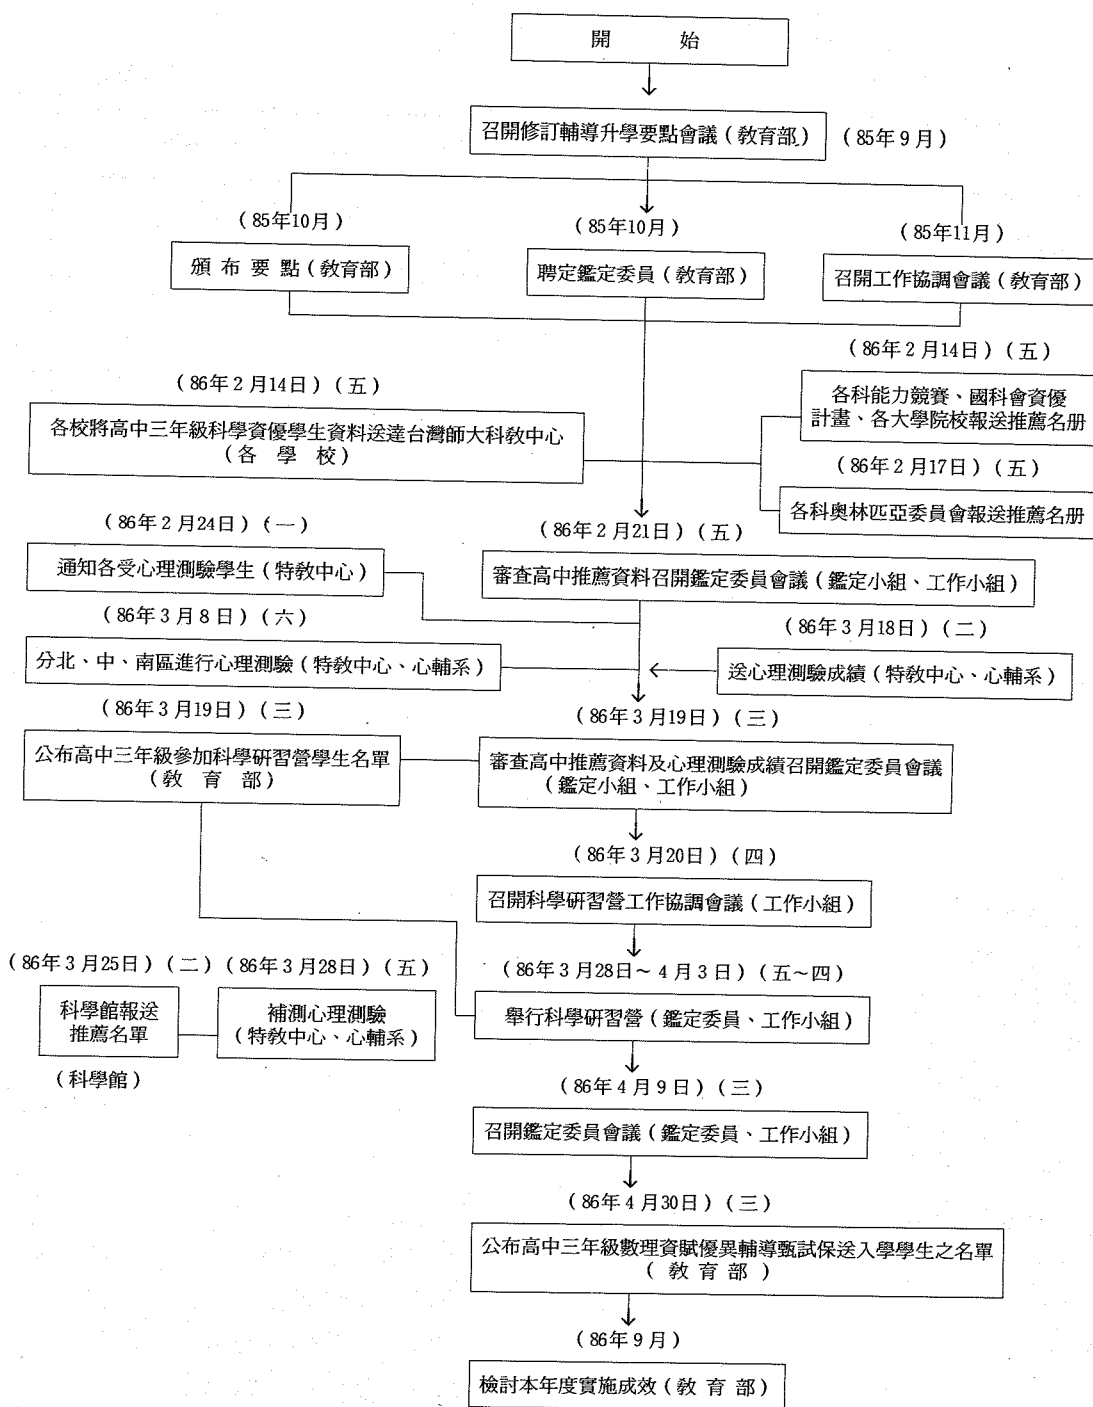 開 始
召開修訂輔導升學要點會議(教育部) (85年9月)
(85年10月)
頒布要點(教育部)
(85年10月)
聘定鑑定委員(教育部)
(85年11月)
召開工作協調會議(教育部)
(86年2月14日)(五)
各校將高中三年級科學資優學生資料送達台灣師大科教中心
(各學校)
(86年2月14日)(五)
各科能力競賽、國科會資優
計畫、各大學院校報送推薦名册
(86年2月17日)(五)
各科奧林匹亞委員會報送推薦名册
(86年2月21日)(五)
審查高中推薦資料召開鑑定委員會議(鑑定小組、工作小組)
(86年2月24日)(一)
通知各受心理測驗學生(特教中心)
(86年3月8日)(六)
分北、中、南區進行心理測驗(特教中心、心輔系)
(86年3月18日)(二)
送心理測驗成績(特教中心、心輔系)
(86年3月19日)(三)
公布高中三年級參加科學研習營學生名單
(教育部)
(86年3月19日)(三)
審查高中推薦資料及心理測驗成績召開鑑定委員會議
(鑑定小組、工作小組)
(86年3月20日)(四)
召開科學研習營工作協調會議(工作小組)
(86年3月25日)(二)
科學館報送
推薦名單
(科學館)
(86年3月28日)(五)
補測心理測驗
(特教中心、心輔系)
(86年3月28日~4月3日)(五~四)
舉行科學研習營(鑑定委員、工作小組)
(86年4月9日)(三)
召開鑑定委員會議(鑑定委員、工作小組)
(86年4月30日)(三)
公布高中三年級數理資賦優異輔導甄試保送入學學生之名單
(教育部)
(86年9月)
檢討本年度實施成效(教育部)